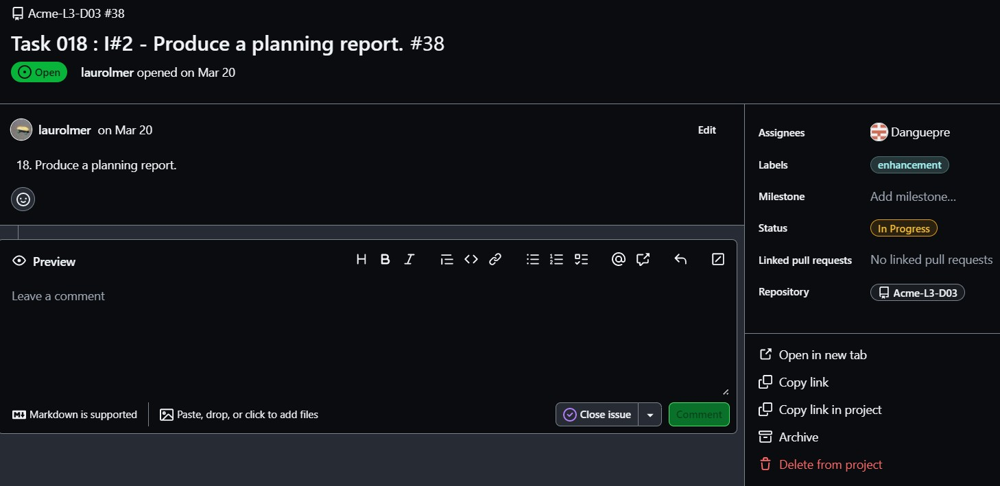 Acme-L3-D03 #38
Task 018 : I#2 - Produce a planning report. #38
Open laurolmer opened on Mar 20
laurolmer on Mar 20 Edit
18. Produce a planning report.
Preview H B I
Leave a comment
Markdown is supported Paste, drop, or click to add files Close issue Comment
Assignees Danguepre
Labels enhancement
Milestone Add milestone...
Status In Progress
Linked pull requests No linked pull requests
Repository Acme-L3-D03
Open in new tab
Copy link
Copy link in project
Archive
Delete from project